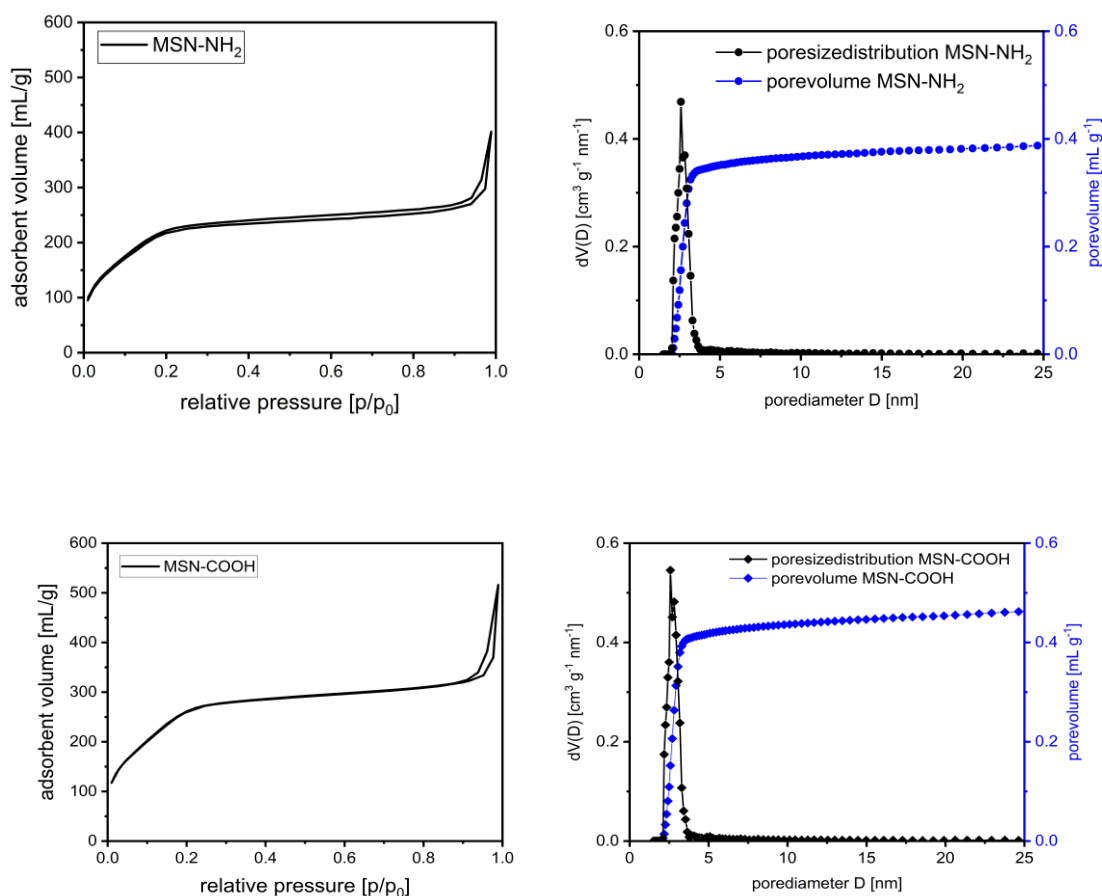 MSN-NH₂
adsorbent volume [mL/g]
600
500
400
300
200
100
0
0.0 0.2 0.4 0.6 0.8 1.0
relative pressure [p/p₀]
poresizedistribution MSN-NH₂
porevolume MSN-NH₂
dV(D) [cm³ g⁻¹ nm⁻¹]
0.6
0.4
0.2
0.0
0 5 10 15 20 25
porediameter D [nm]
0.6
0.4
0.2
0.0
porevolume [mL g⁻¹]
MSN-COOH
adsorbent volume [mL/g]
600
500
400
300
200
100
0
0.0 0.2 0.4 0.6 0.8 1.0
relative pressure [p/p₀]
poresizedistribution MSN-COOH
porevolume MSN-COOH
dV(D) [cm³ g⁻¹ nm⁻¹]
0.6
0.4
0.2
0.0
0 5 10 15 20 25
porediameter D [nm]
0.6
0.4
0.2
0.0
porevolume [mL g⁻¹]